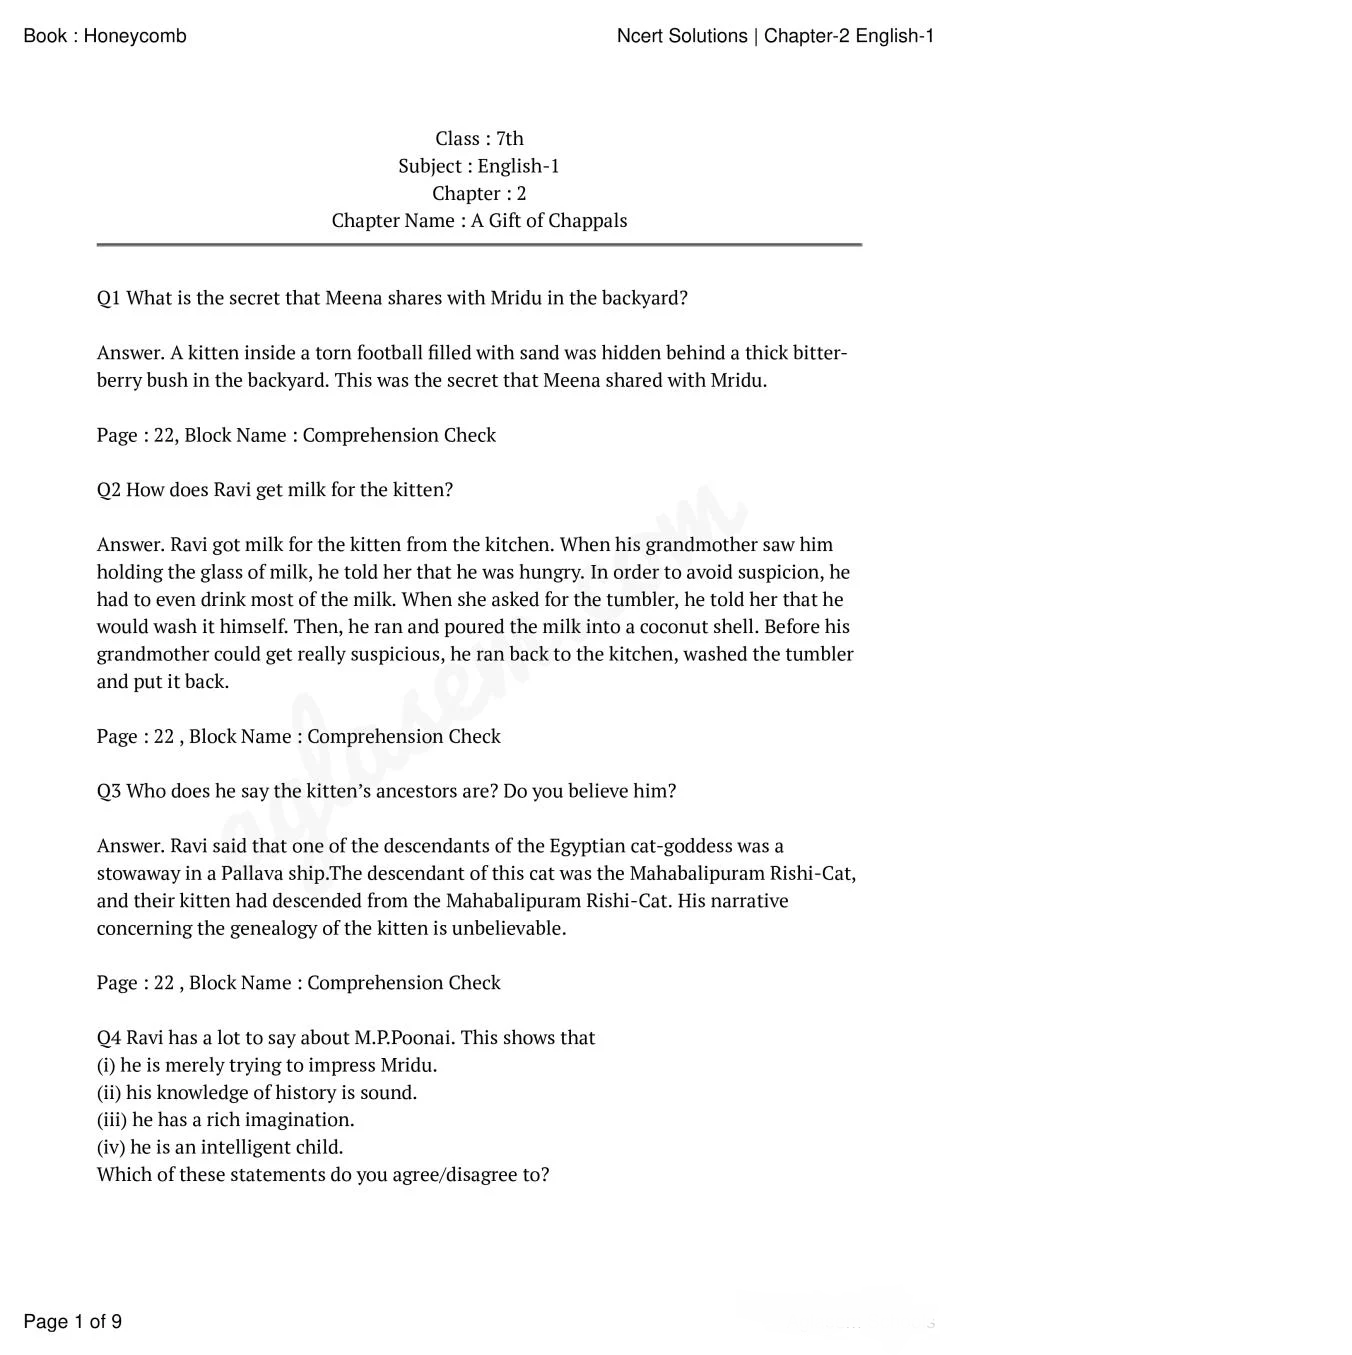 Book : Honeycomb
Ncert Solutions | Chapter-2 English-1
Class : 7th
Subject : English-1
Chapter : 2
Chapter Name : A Gift of Chappals
Q1 What is the secret that Meena shares with Mridu in the backyard?
Answer. A kitten inside a torn football filled with sand was hidden behind a thick bitter-
berry bush in the backyard. This was the secret that Meena shared with Mridu.
Page : 22, Block Name : Comprehension Check
Q2 How does Ravi get milk for the kitten?
Answer. Ravi got milk for the kitten from the kitchen. When his grandmother saw him
holding the glass of milk, he told her that he was hungry. In order to avoid suspicion, he
had to even drink most of the milk. When she asked for the tumbler, he told her that he
would wash it himself. Then, he ran and poured the milk into a coconut shell. Before his
grandmother could get really suspicious, he ran back to the kitchen, washed the tumbler
and put it back.
Page : 22 , Block Name : Comprehension Check
Q3 Who does he say the kitten’s ancestors are? Do you believe him?
Answer. Ravi said that one of the descendants of the Egyptian cat-goddess was a
stowaway in a Pallava ship.The descendant of this cat was the Mahabalipuram Rishi-Cat,
and their kitten had descended from the Mahabalipuram Rishi-Cat. His narrative
concerning the genealogy of the kitten is unbelievable.
Page : 22 , Block Name : Comprehension Check
Q4 Ravi has a lot to say about M.P.Poonai. This shows that
(i) he is merely trying to impress Mridu.
(ii) his knowledge of history is sound.
(iii) he has a rich imagination.
(iv) he is an intelligent child.
Which of these statements do you agree/disagree to?
Page 1 of 9